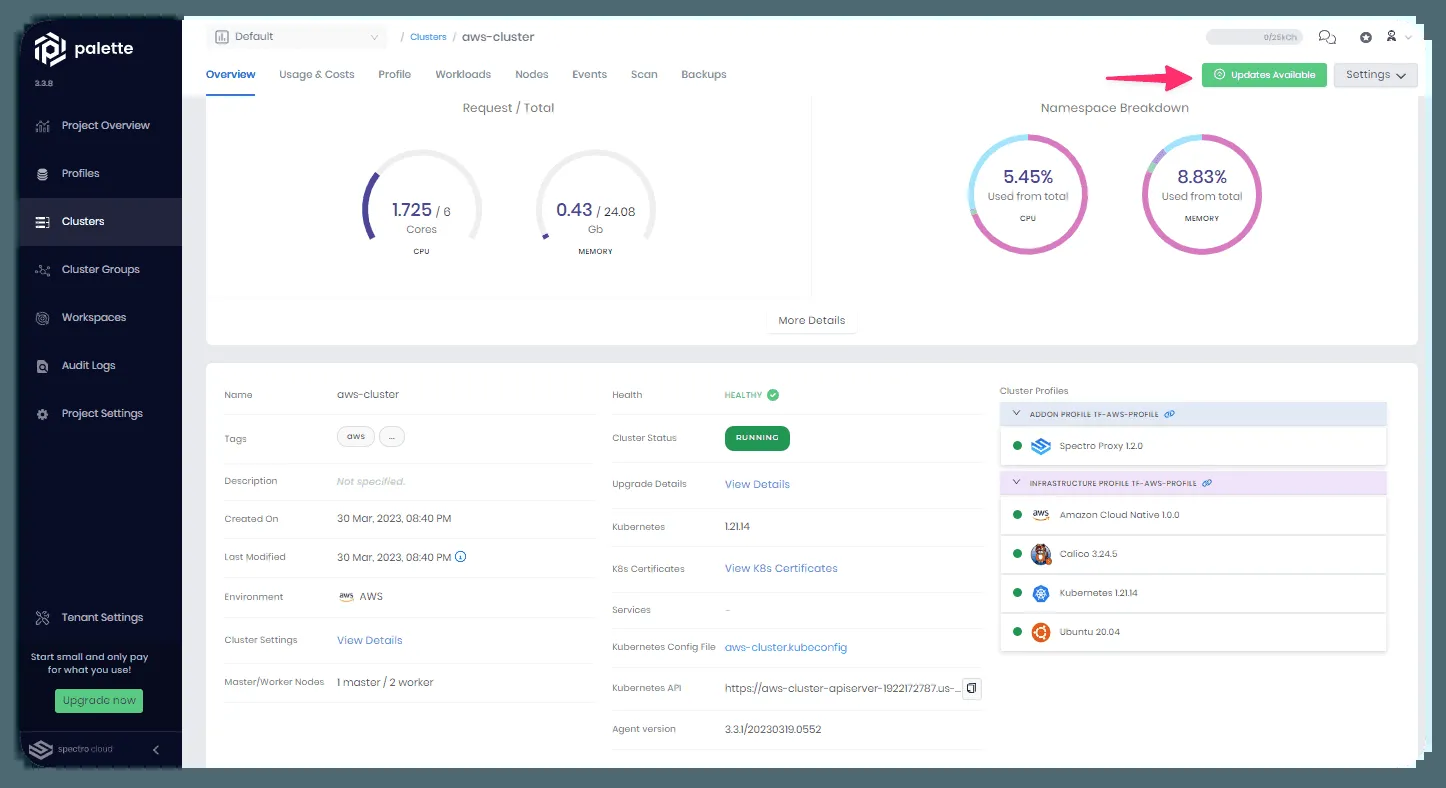 palette
3.3.8
Project Overview
Profiles
Clusters
Cluster Groups
Workspaces
Audit Logs
Project Settings
Tenant Settings
Start small and only pay
for what you use!
Upgrade now
spectro cloud
Default
/ Clusters / aws-cluster
0/25kCh
Overview Usage & Costs Profile Workloads Nodes Events Scan Backups
Updates Available
Settings
Request / Total
1.725 / 6
Cores
CPU
0.43 / 24.08
Gb
MEMORY
Namespace Breakdown
5.45%
Used from total
CPU
8.83%
Used from total
MEMORY
More Details
Name aws-cluster
Tags aws ...
Description Not specified.
Created On 30 Mar, 2023, 08:40 PM
Last Modified 30 Mar, 2023, 08:40 PM
Environment aws AWS
Cluster Settings View Details
Master/Worker Nodes 1 master / 2 worker
Health HEALTHY
Cluster Status RUNNING
Upgrade Details View Details
Kubernetes 1.21.14
K8s Certificates View K8s Certificates
Services -
Kubernetes Config File aws-cluster.kubeconfig
Kubernetes API https://aws-cluster-apiserver-1922172787.us-...
Agent version 3.3.1/20230319.0552
Cluster Profiles
ADDON PROFILE TF-AWS-PROFILE
Spectro Proxy 1.2.0
INFRASTRUCTURE PROFILE TF-AWS-PROFILE
aws Amazon Cloud Native 1.0.0
Calico 3.24.5
Kubernetes 1.21.14
Ubuntu 20.04